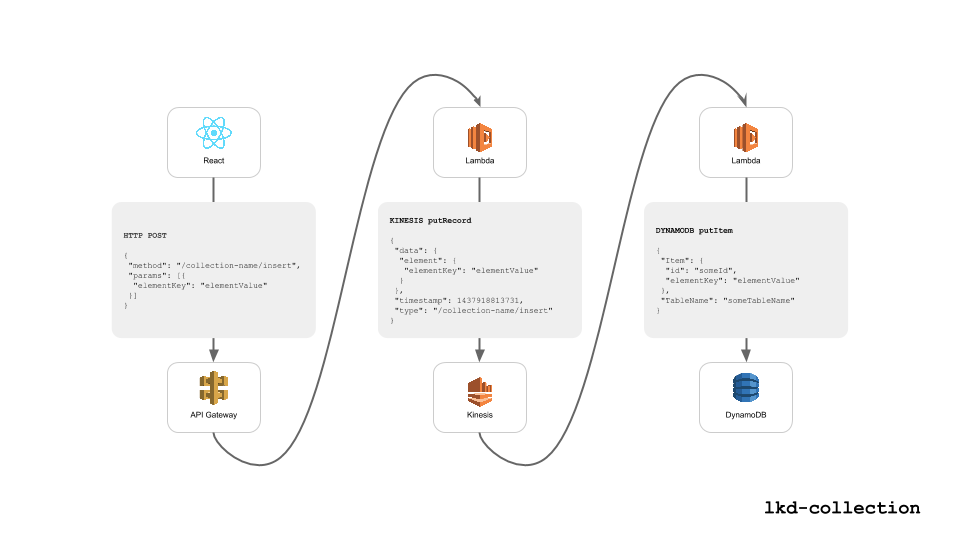 React
HTTP POST
{
"method": "/collection-name/insert",
"params": [{
"elementKey": "elementValue"
}]
}
API Gateway
Lambda
KINESIS putRecord
{
"data": {
"element": {
"elementKey": "elementValue"
}
},
"timestamp": 1437918813731,
"type": "/collection-name/insert"
}
Kinesis
Lambda
DYNAMODB putItem
{
"Item": {
"id": "someId",
"elementKey": "elementValue"
},
"TableName": "someTableName"
}
DynamoDB
lkd-collection